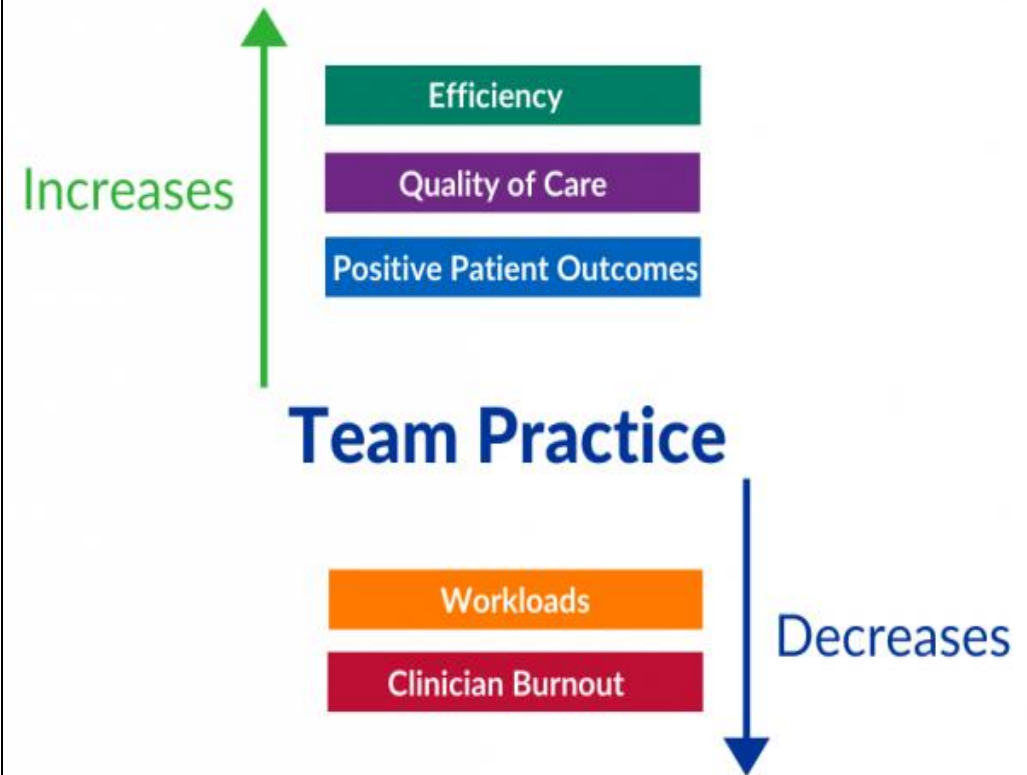 Efficiency
Increases
Quality of Care
Positive Patient Outcomes
Team Practice
Workloads
Decreases
Clinician Burnout